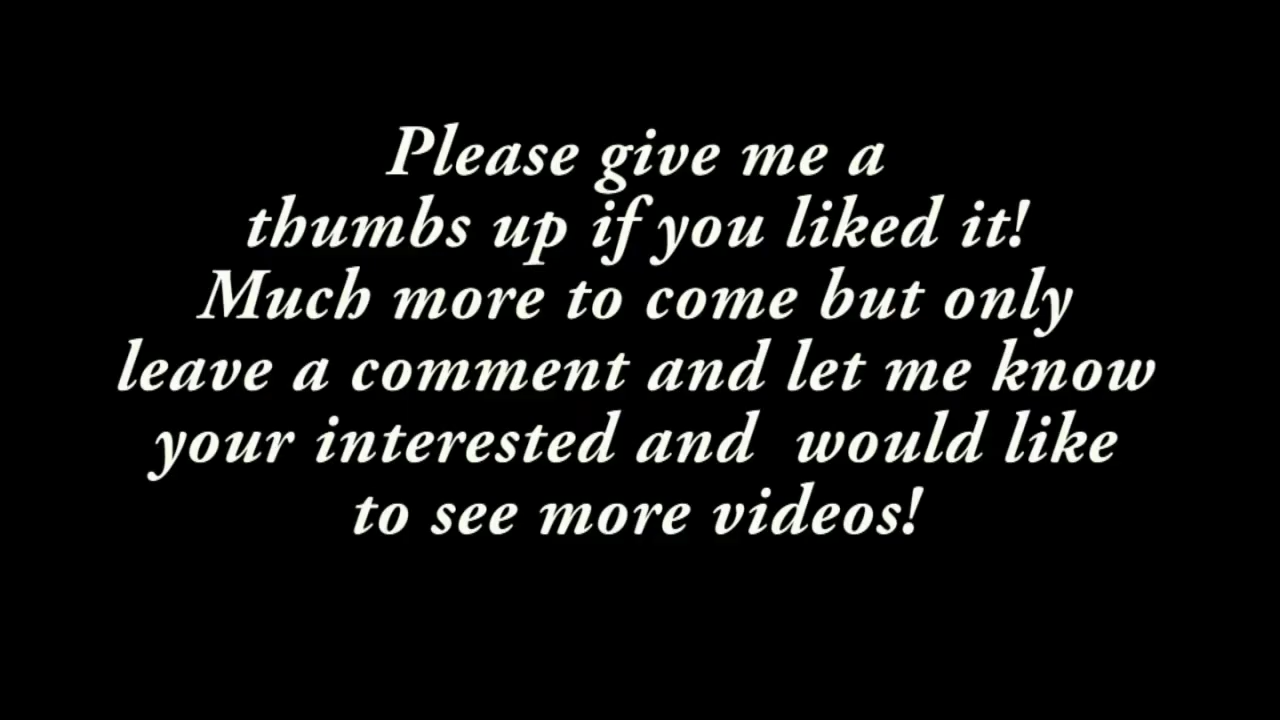 Please give me a
thumbs up if you liked it!
Much more to come but only
leave a comment and let me know
your interested and  would like
to see more videos!